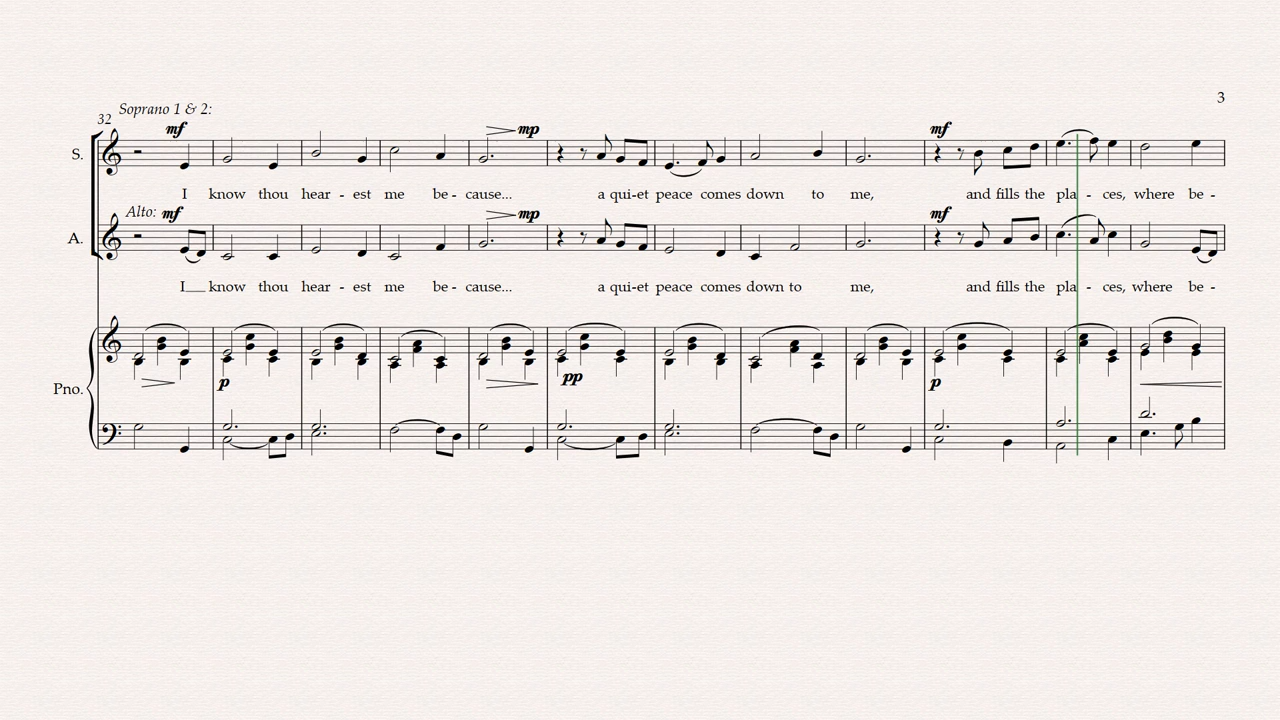 3
Soprano 1 & 2:
32
mf
mp
mf
S.
I know thou hear - est me be - cause... a qui-et peace comes down to me, and fills the pla - ces, where be -
Alto: mf
mp
mf
A.
I__ know thou hear - est me be - cause... a qui-et peace comes down to me, and fills the pla - ces, where be -
Pno.
p
pp
p